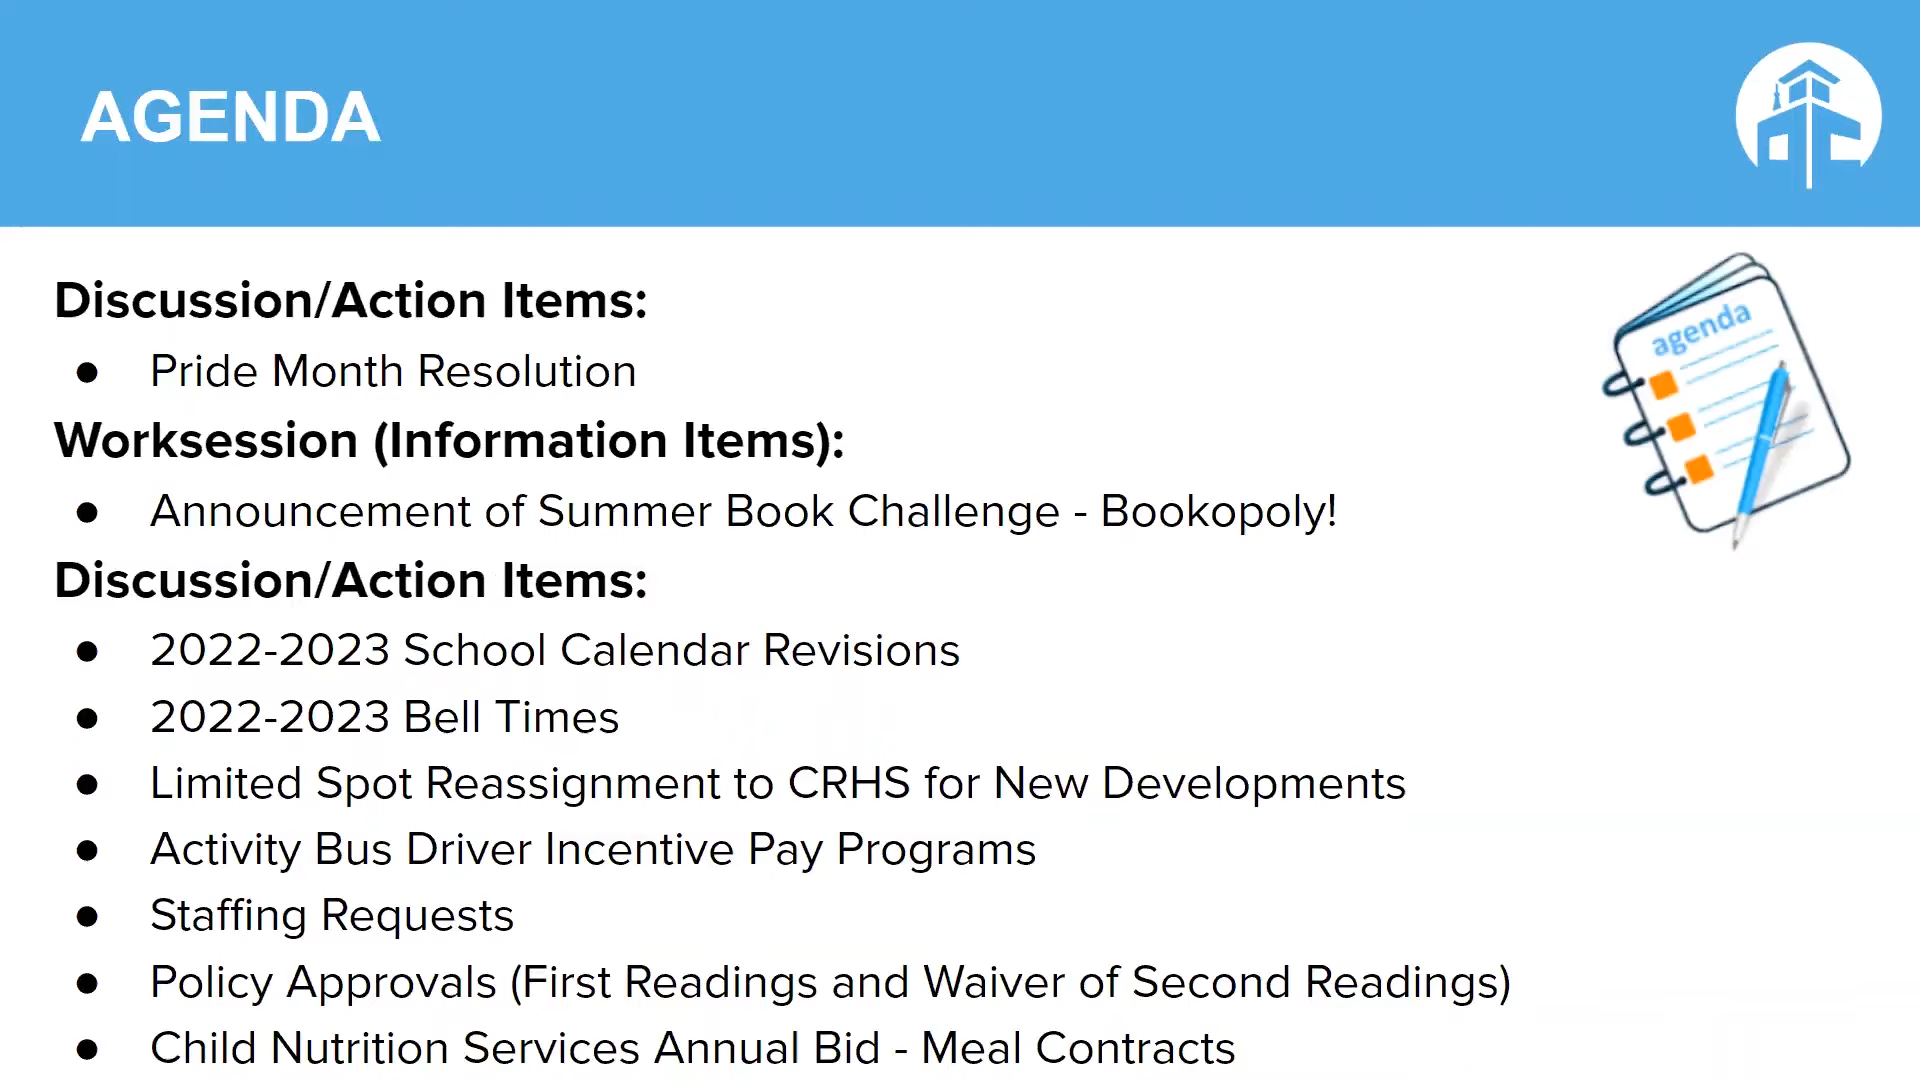 AGENDA
agenda
Discussion/Action Items:
● Pride Month Resolution
Worksession (Information Items):
● Announcement of Summer Book Challenge - Bookopoly!
Discussion/Action Items:
● 2022-2023 School Calendar Revisions
● 2022-2023 Bell Times
● Limited Spot Reassignment to CRHS for New Developments
● Activity Bus Driver Incentive Pay Programs
● Staffing Requests
● Policy Approvals (First Readings and Waiver of Second Readings)
● Child Nutrition Services Annual Bid - Meal Contracts